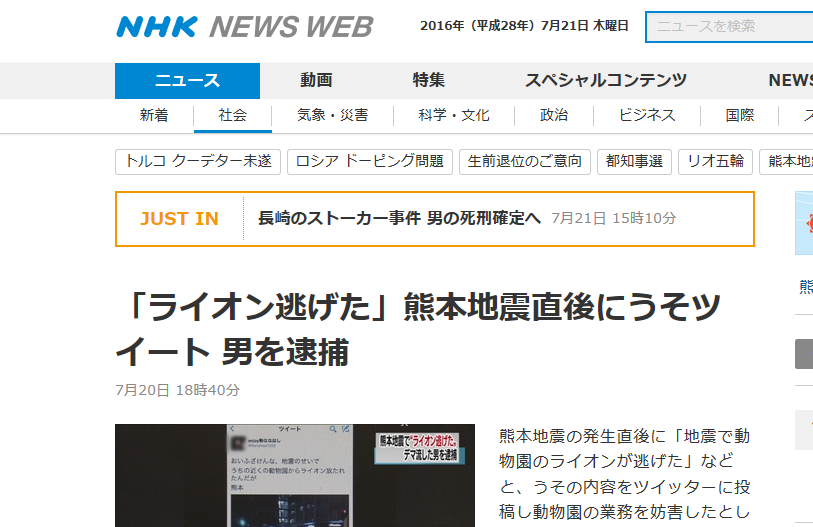 NHK NEWS WEB
2016年（平成28年）7月21日 木曜日
ニュースを検索
ニュース 動画 特集 スペシャルコンテンツ NEWS
新着 社会 気象・災害 科学・文化 政治 ビジネス 国際
トルコ クーデター未遂 ロシア ドーピング問題 生前退位のご意向 都知事選 リオ五輪 熊本地
JUST IN 長崎のストーカー事件 男の死刑確定へ 7月21日 15時10分
「ライオン逃げた」熊本地震直後にうそツ
イート 男を逮捕
7月20日 18時40分
ツイート
おいふざけんな、地震のせいで
うちの近くの動物園からライオン放たれ
たんだが
熊本
熊本地震で"ライオン逃げた"
デマ流した男を逮捕
熊本地震の発生直後に「地震で動
物園のライオンが逃げた」など
と、うその内容をツイッターに投
稿し動物園の業務を妨害したとし